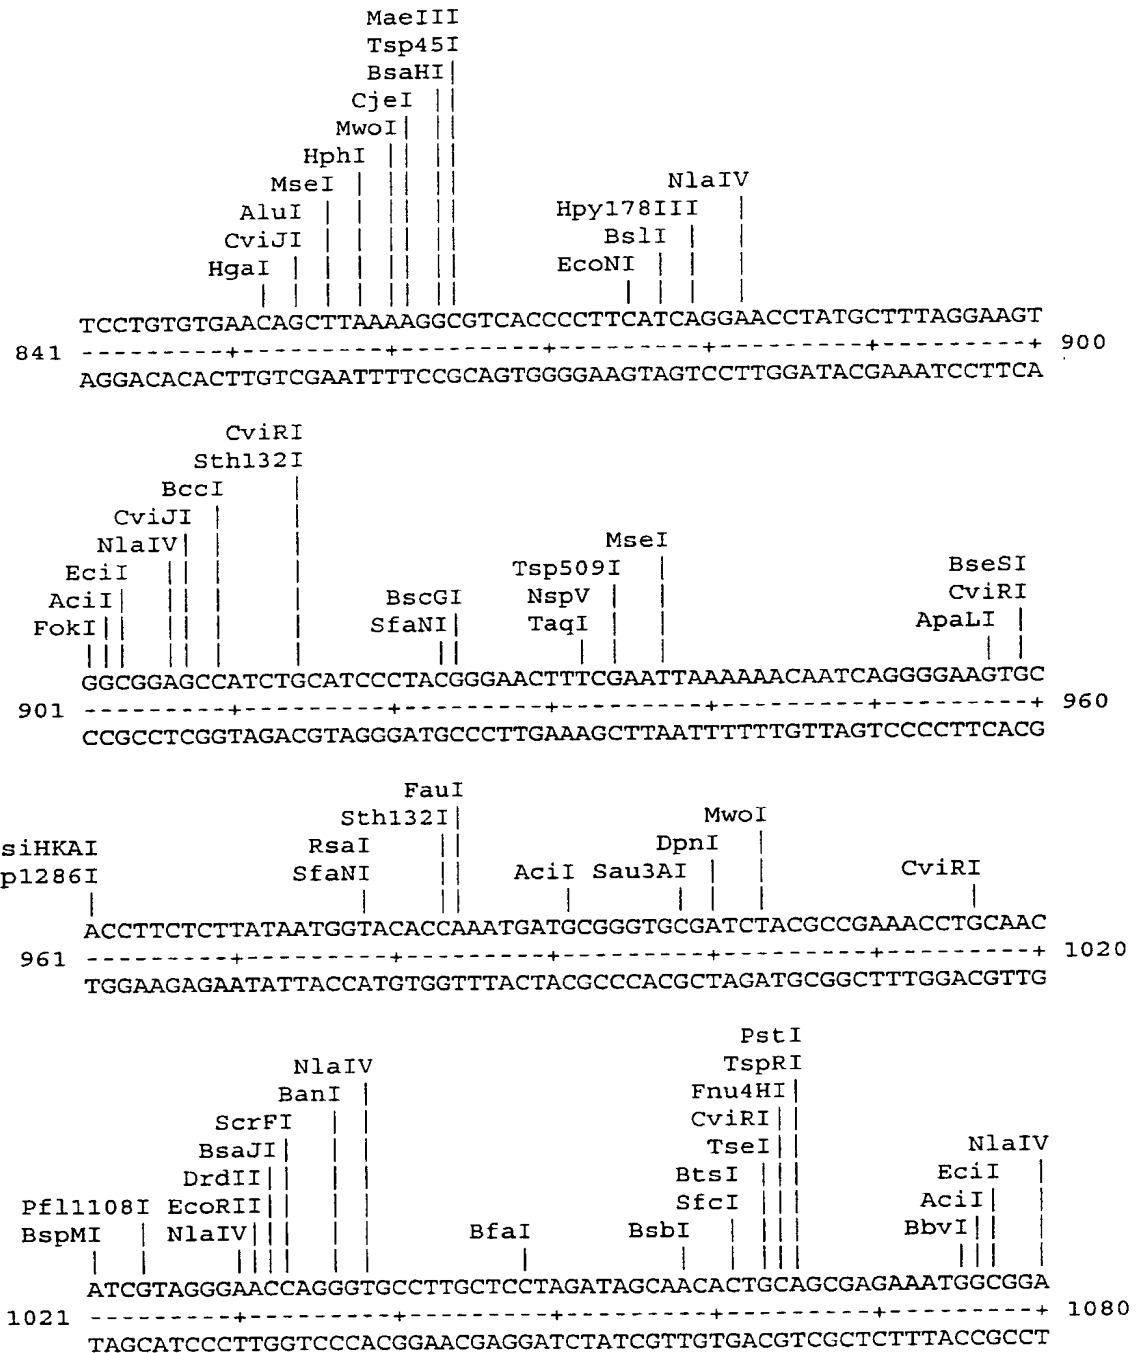 MaeIII
Tsp45I
BsaHI
CjeI
MwoI
HphI
MseI NlaIV
AluI Hpy178III
CviJI BslI
HgaI EcoNI
TCCTGTGTGAACAGCTTAAAAGGCGTCACCCCTTCATCAGGAACCTATGCTTTAGGAAGT
841 ---------+---------+---------+---------+---------+---------+ 900
AGGACACACTTGTCGAATTTTCCGCAGTGGGGAAGTAGTCCTTGGATACGAAATCCTTCA
CviRI
Sth132I
BccI
CviJI
NlaIV MseI
EciI Tsp509I BseSI
AciI BscGI NspV CviRI
FokI SfaNI TaqI ApaLI
GGCGGAGCCATCTGCATCCCTACGGGAACTTTCGAATTAAAAAACAATCAGGGGAAGTGC
901 ---------+---------+---------+---------+---------+---------+ 960
CCGCCTCGGTAGACGTAGGGATGCCCTTGAAAGCTTAATTTTTTGTTAGTCCCCTTCACG
FauI
Sth132I MwoI
siHKAI RsaI DpnI
p1286I SfaNI AciI Sau3AI CviRI
ACCTTCTCTTATAATGGTACACCAAATGATGCGGGTGCGATCTACGCCGAAACCTGCAAC
961 ---------+---------+---------+---------+---------+---------+ 1020
TGGAAGAGAATATTACCATGTGGTTTACTACGCCCACGCTAGATGCGGCTTTGGACGTTG
PstI
NlaIV TspRI
BanI Fnu4HI
ScrFI CviRI
BsaJI TseI NlaIV
DrdII BtsI EciI
Pfl1108I EcoRII SfcI AciI
BspMI NlaIV BfaI BsbI BbvI
ATCGTAGGGAACCAGGGTGCCTTGCTCCTAGATAGCAACACTGCAGCGAGAAATGGCGGA
1021 ---------+---------+---------+---------+---------+---------+ 1080
TAGCATCCCTTGGTCCCACGGAACGAGGATCTATCGTTGTGACGTCGCTCTTTACCGCCT